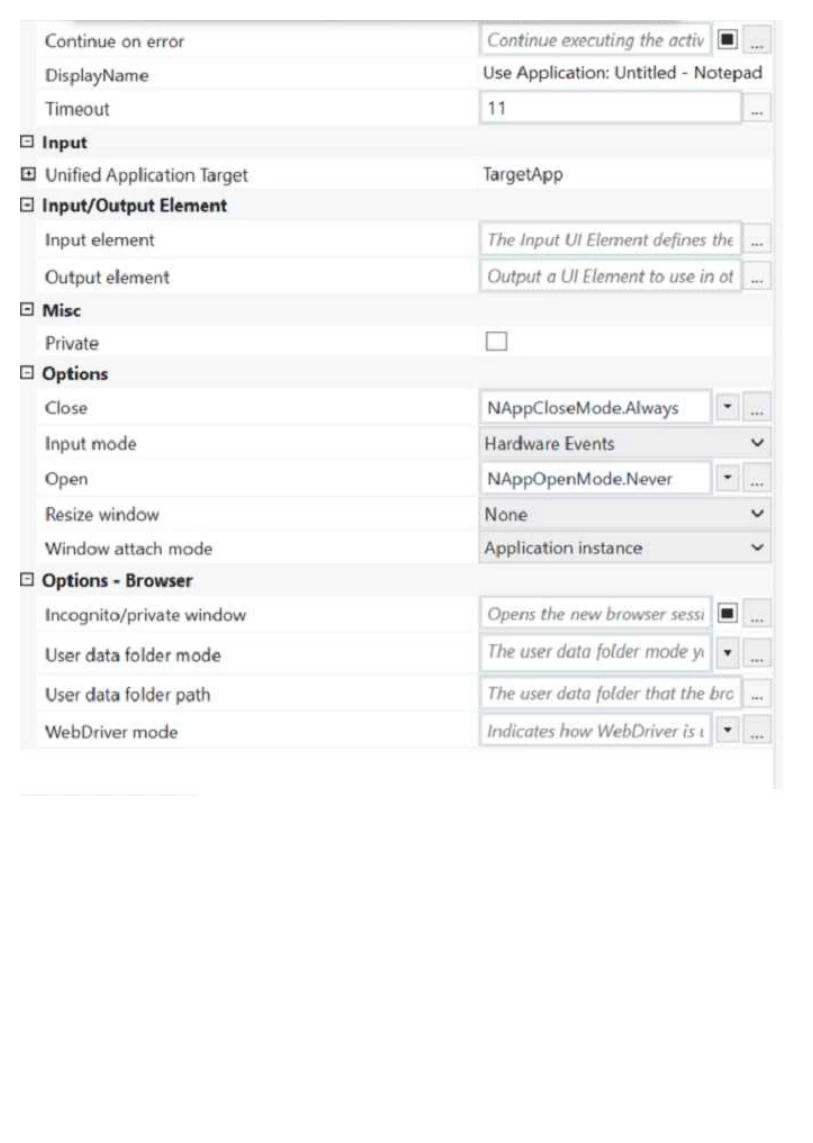 Continue on error Continue executing the activ ...
DisplayName Use Application: Untitled - Notepad
Timeout 11 ...
Input
Unified Application Target TargetApp
Input/Output Element
Input element The Input UI Element defines the ...
Output element Output a UI Element to use in ot ...
Misc
Private
Options
Close NAppCloseMode.Always ...
Input mode Hardware Events
Open NAppOpenMode.Never ...
Resize window None
Window attach mode Application instance
Options - Browser
Incognito/private window Opens the new browser sessi ...
User data folder mode The user data folder mode y ...
User data folder path The user data folder that the bro ...
WebDriver mode Indicates how WebDriver is ...